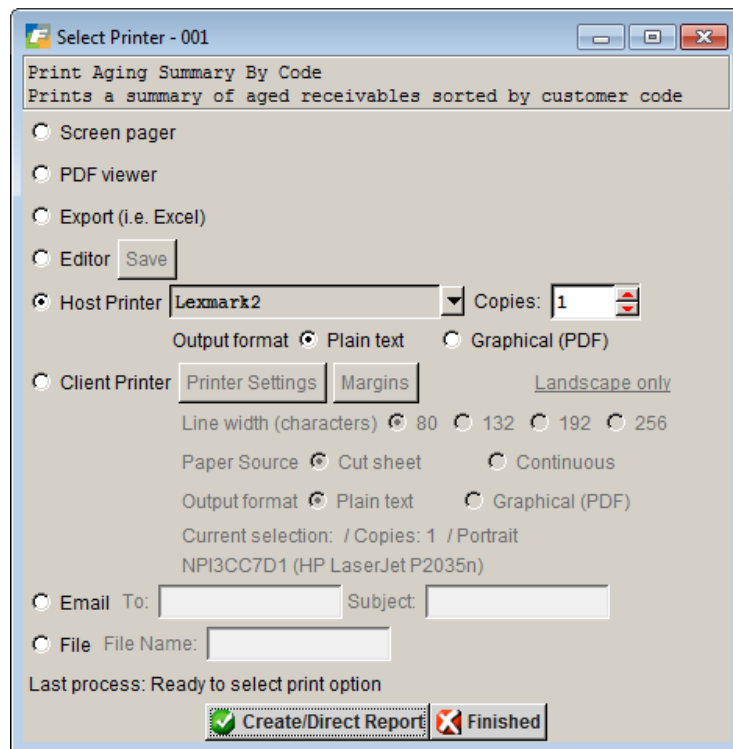 Select Printer - 001
Print Aging Summary By Code
Prints a summary of aged receivables sorted by customer code
Screen pager
PDF viewer
Export (i.e. Excel)
Editor Save
Host Printer Lexmark2 Copies: 1
Output format Plain text Graphical (PDF)
Client Printer Printer Settings Margins Landscape only
Line width (characters) 80 132 192 256
Paper Source Cut sheet Continuous
Output format Plain text Graphical (PDF)
Current selection: / Copies: 1 / Portrait
NPI3CC7D1 (HP LaserJet P2035n)
Email To: Subject:
File File Name:
Last process: Ready to select print option
Create/Direct Report Finished